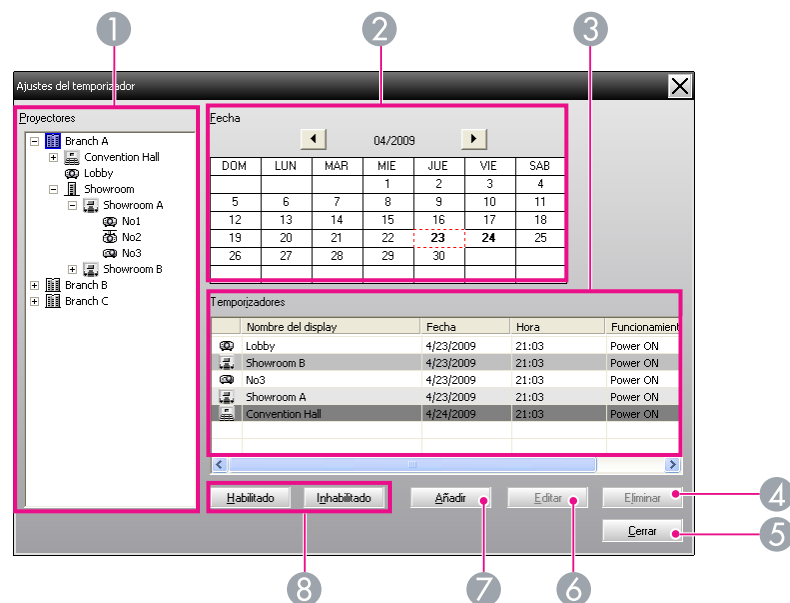 1
2
3
Ajustes del temporizador
Proyectores
Branch A
Convention Hall
Lobby
Showroom
Showroom A
No1
No2
No3
Showroom B
Branch B
Branch C
Fecha
04/2009
DOM LUN MAR MIE JUE VIE SAB
1 2 3 4
5 6 7 8 9 10 11
12 13 14 15 16 17 18
19 20 21 22 23 24 25
26 27 28 29 30
Temporizadores
Nombre del display Fecha Hora Funcionamient
Lobby 4/23/2009 21:03 Power ON
Showroom B 4/23/2009 21:03 Power ON
No3 4/23/2009 21:03 Power ON
Showroom A 4/23/2009 21:03 Power ON
Convention Hall 4/24/2009 21:03 Power ON
Habilitado Inhabilitado Añadir Editar Eliminar
4
Cerrar
5
8
7
6